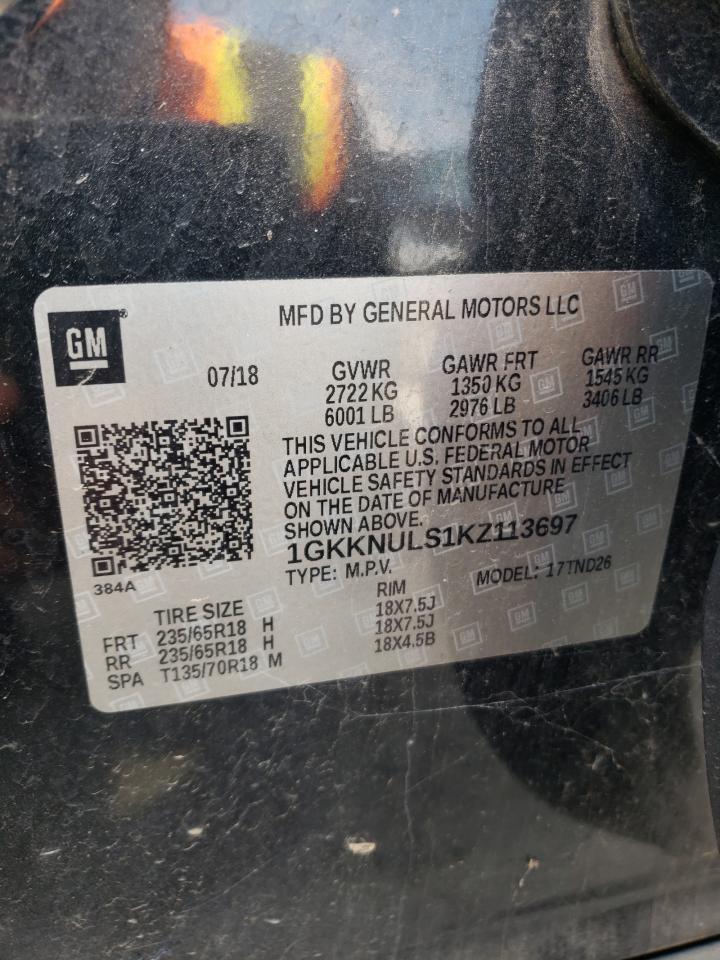 GM
MFD BY GENERAL MOTORS LLC
07/18
GVWR GAWR FRT GAWR RR
2722 KG 1350 KG 1545 KG
6001 LB 2976 LB 3406 LB
THIS VEHICLE CONFORMS TO ALL
APPLICABLE U.S. FEDERAL MOTOR
VEHICLE SAFETY STANDARDS IN EFFECT
ON THE DATE OF MANUFACTURE
SHOWN ABOVE.
1GKKNULS1KZ113697
TYPE: M.P.V. MODEL: 17TND26
384A
TIRE SIZE RIM
FRT 235/65R18 H 18X7.5J
RR 235/65R18 H 18X7.5J
SPA T135/70R18 M 18X4.5B